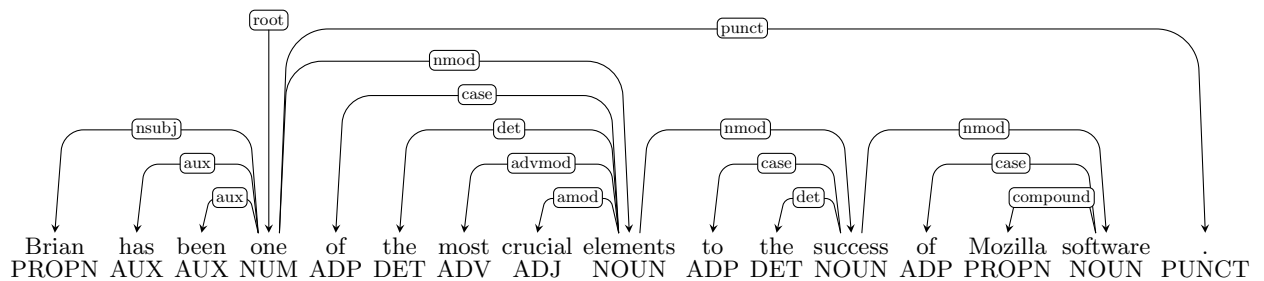 root
punct
nmod
case
nsubj det nmod nmod
aux advmod case case
aux amod det compound
Brian has been one of the most crucial elements to the success of Mozilla software .
PROPN AUX AUX NUM ADP DET ADV ADJ NOUN ADP DET NOUN ADP PROPN NOUN PUNCT